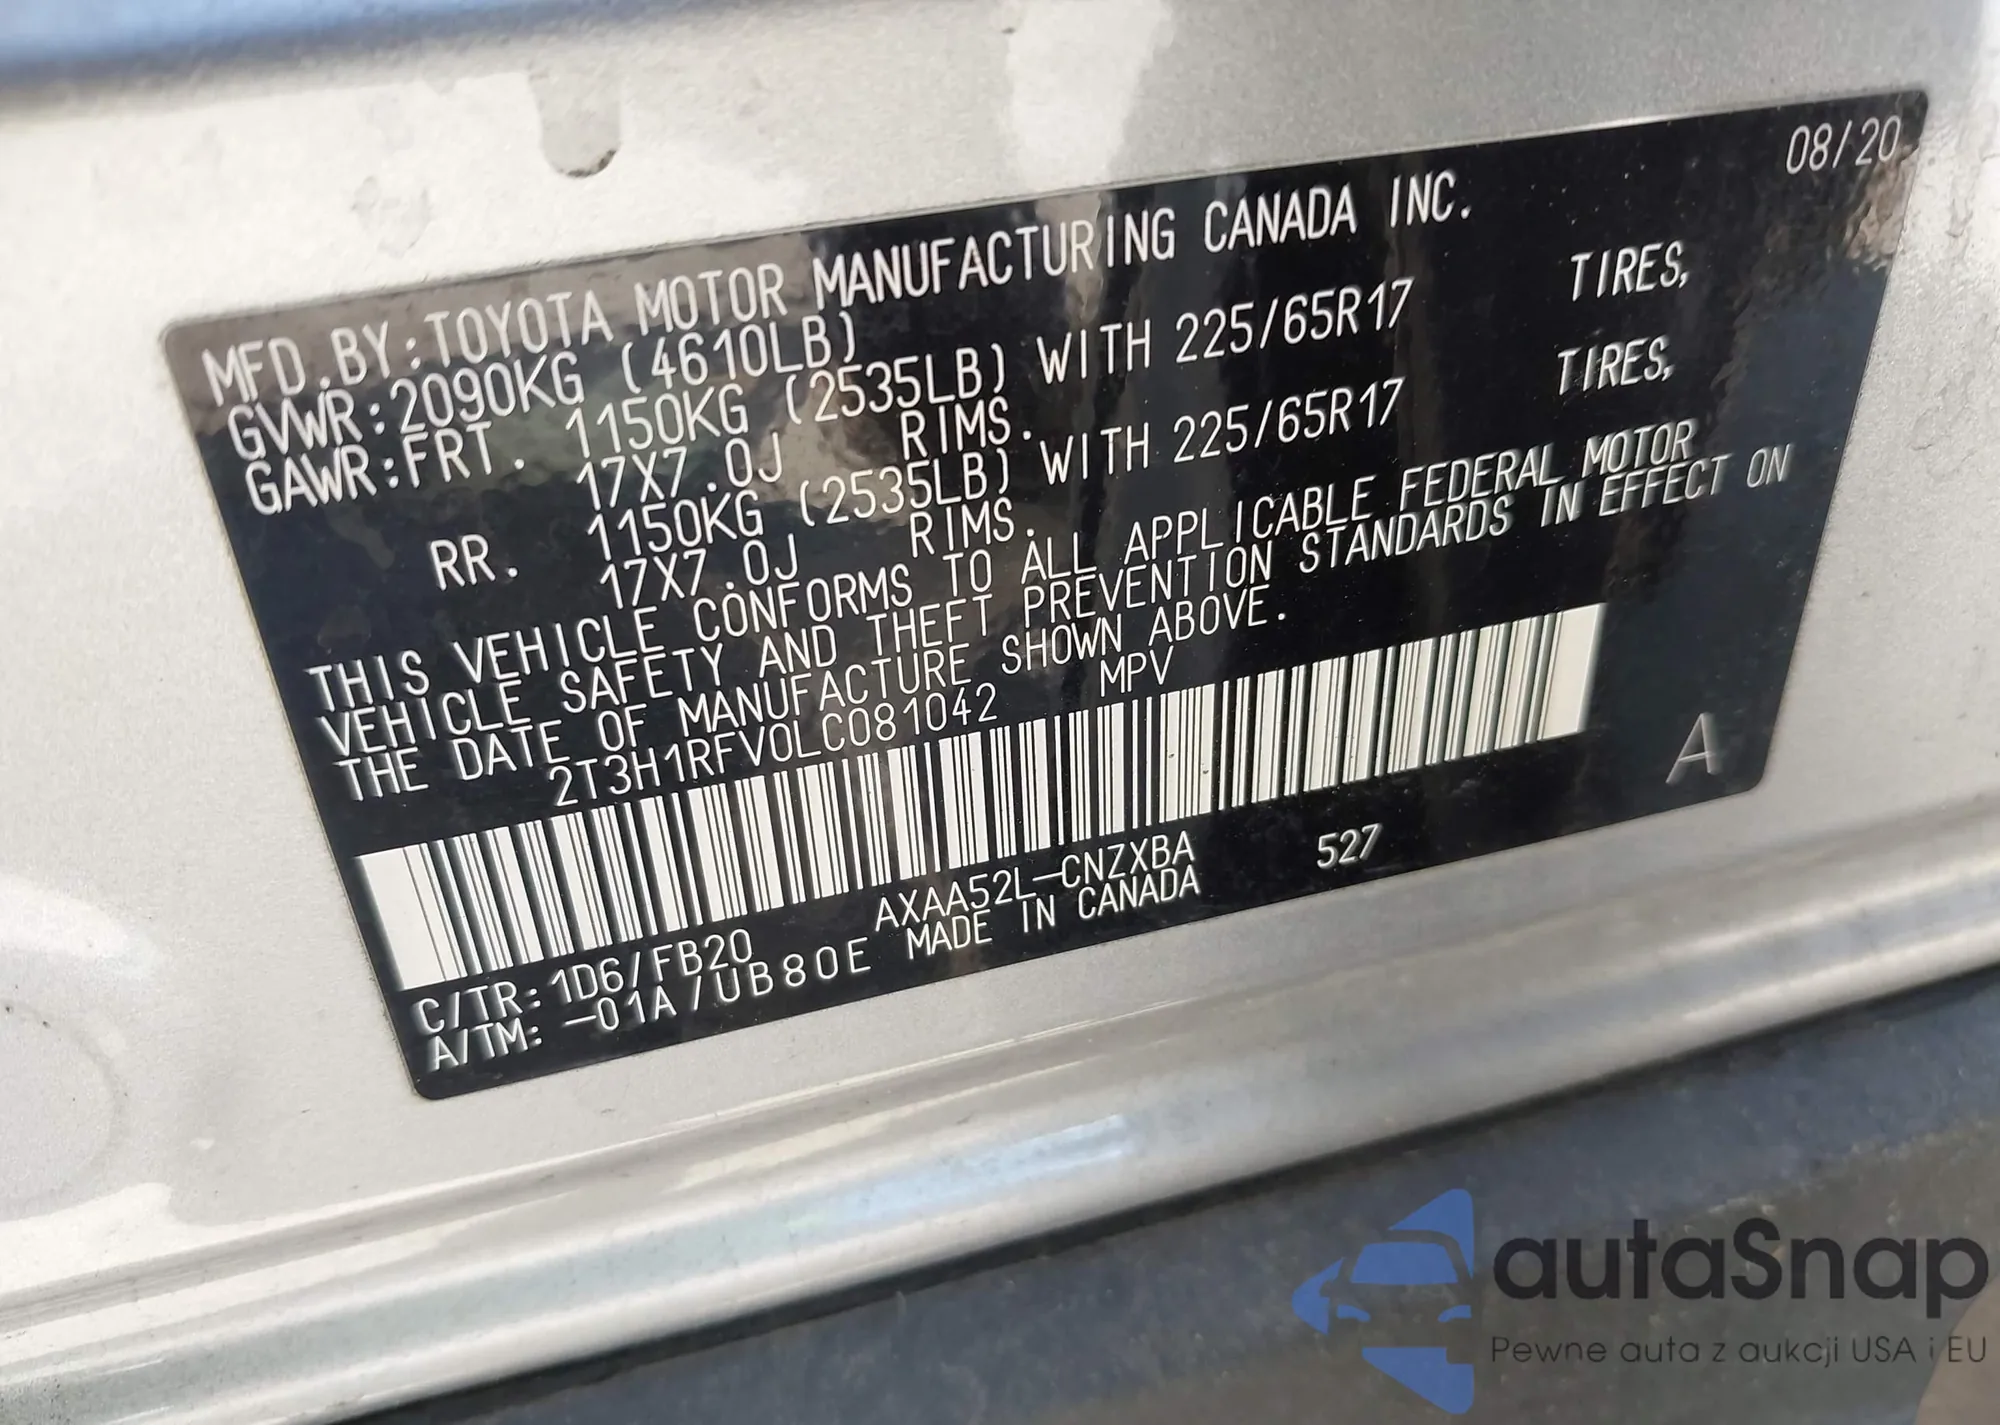 08/20
MFD.BY:TOYOTA MOTOR MANUFACTURING CANADA INC.
GVWR:2090KG (4610LB)
GAWR:FRT. 1150KG (2535LB) WITH 225/65R17 TIRES,
17X7.0J RIMS.
RR. 1150KG (2535LB) WITH 225/65R17 TIRES,
17X7.0J RIMS.
THIS VEHICLE CONFORMS TO ALL APPLICABLE FEDERAL MOTOR
VEHICLE SAFETY AND THEFT PREVENTION STANDARDS IN EFFECT ON
THE DATE OF MANUFACTURE SHOWN ABOVE.
2T3H1RFV0LC081042 MPV
A
C/TR:1D6/FB20 AXAA52L-CNZXBA 527
A/TM: -01A/UB80E MADE IN CANADA
autaSnap
Pewne auta z aukcji USA i EU